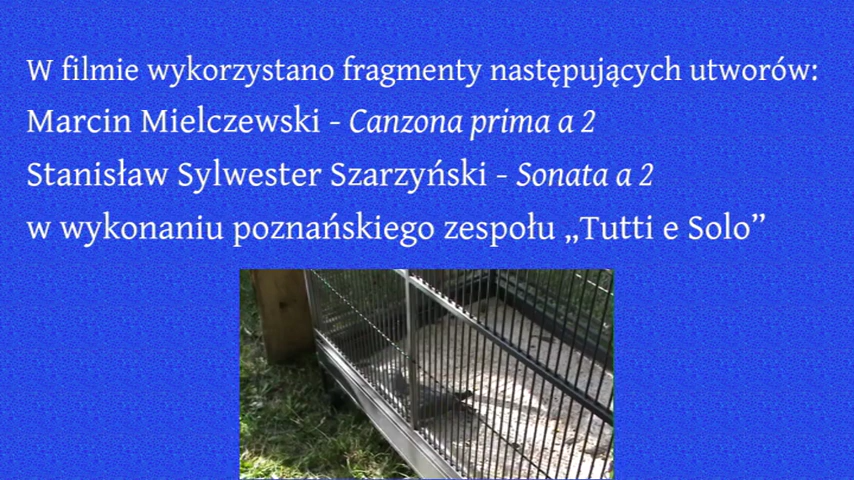 W filmie wykorzystano fragmenty następujących utworów:
Marcin Mielczewski - Canzona prima a 2
Stanisław Sylwester Szarzyński - Sonata a 2
w wykonaniu poznańskiego zespołu „Tutti e Solo”